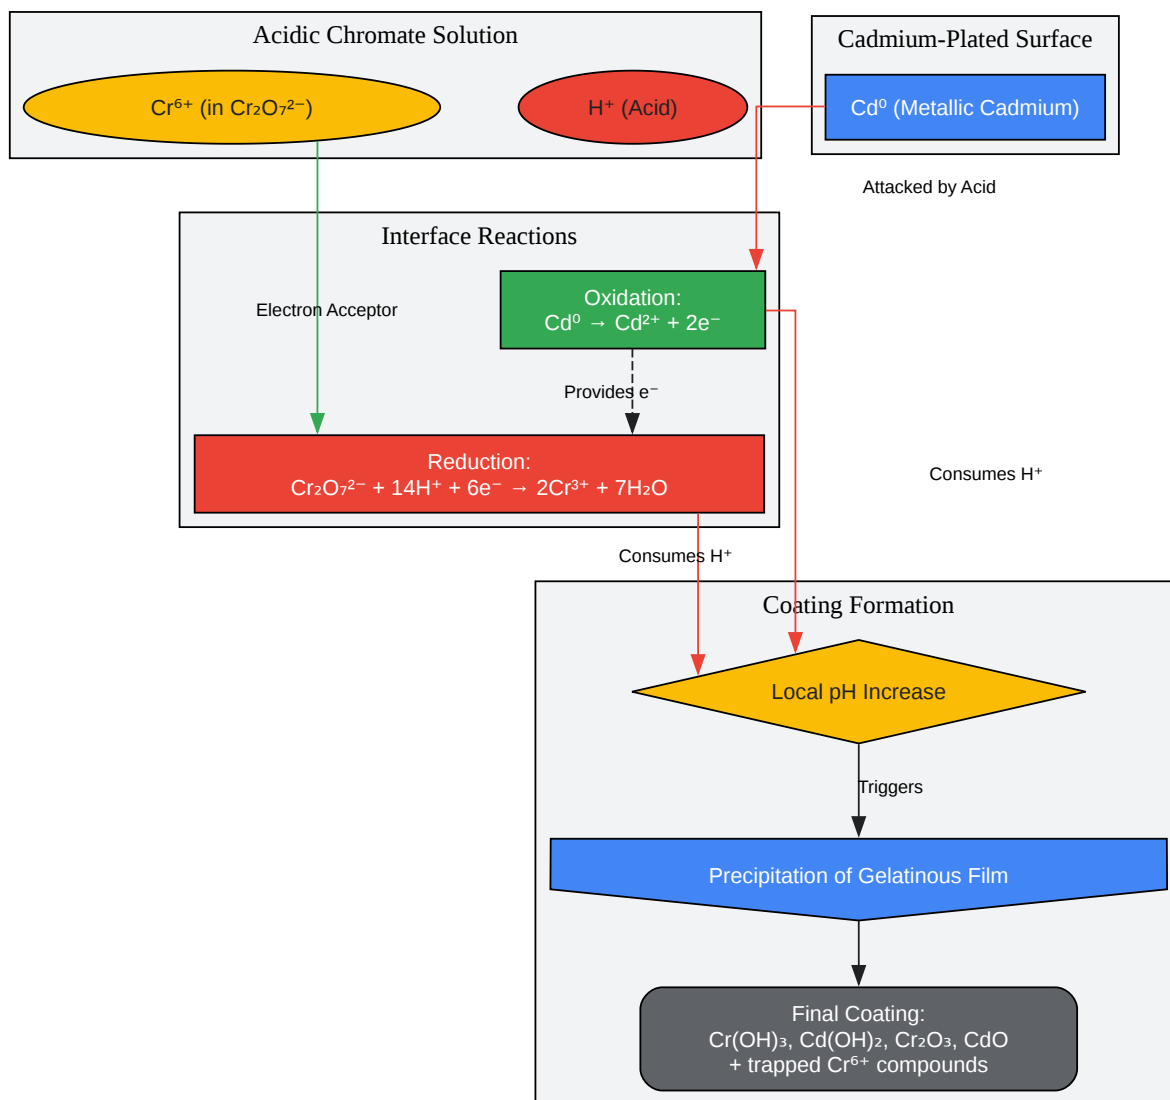 Acidic Chromate Solution
Cadmium-Plated Surface
Cr⁶⁺ (in Cr₂O₇²⁻)
H⁺ (Acid)
Cd⁰ (Metallic Cadmium)
Attacked by Acid
Interface Reactions
Oxidation:
Cd⁰ → Cd²⁺ + 2e⁻
Electron Acceptor
Provides e⁻
Reduction:
Cr₂O₇²⁻ + 14H⁺ + 6e⁻ → 2Cr³⁺ + 7H₂O
Consumes H⁺
Consumes H⁺
Coating Formation
Local pH Increase
Triggers
Precipitation of Gelatinous Film
Final Coating:
Cr(OH)₃, Cd(OH)₂, Cr₂O₃, CdO
+ trapped Cr⁶⁺ compounds